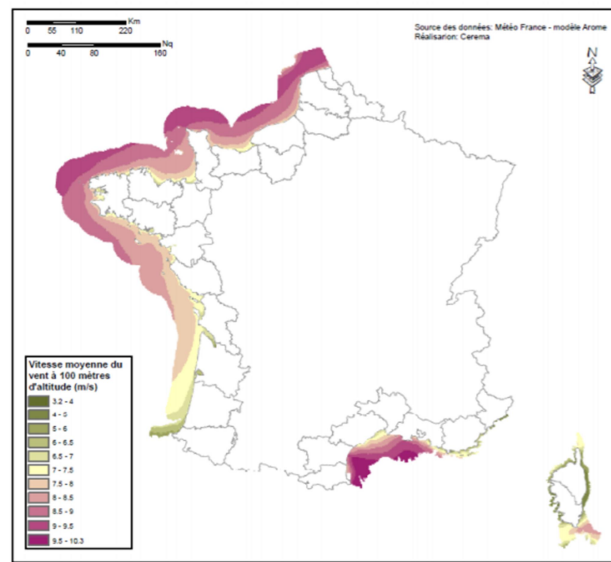 Km
0 55 110 220
Nq
0 40 80 160
Source des données: Météo France - modèle Arome
Réalisarion: Cerema
N
Vitesse moyenne du
vent à 100 mètres
d'altitude (m/s)
3.2 - 4
4 - 5
5 - 6
6 - 6.5
6.5 - 7
7 - 7.5
7.5 - 8
8 - 8.5
8.5 - 9
9 - 9.5
9.5 - 10.3